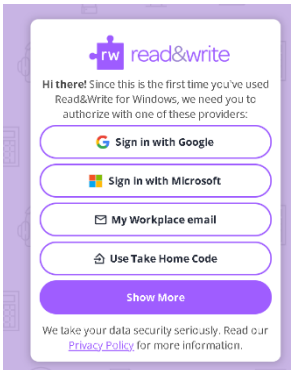 rw read&write
Hi there! Since this is the first time you've used
Read&Write for Windows, we need you to
authorize with one of these providers:
Sign in with Google
Sign in with Microsoft
My Workplace email
Use Take Home Code
Show More
We take your data security seriously. Read our
Privacy Policy for more information.